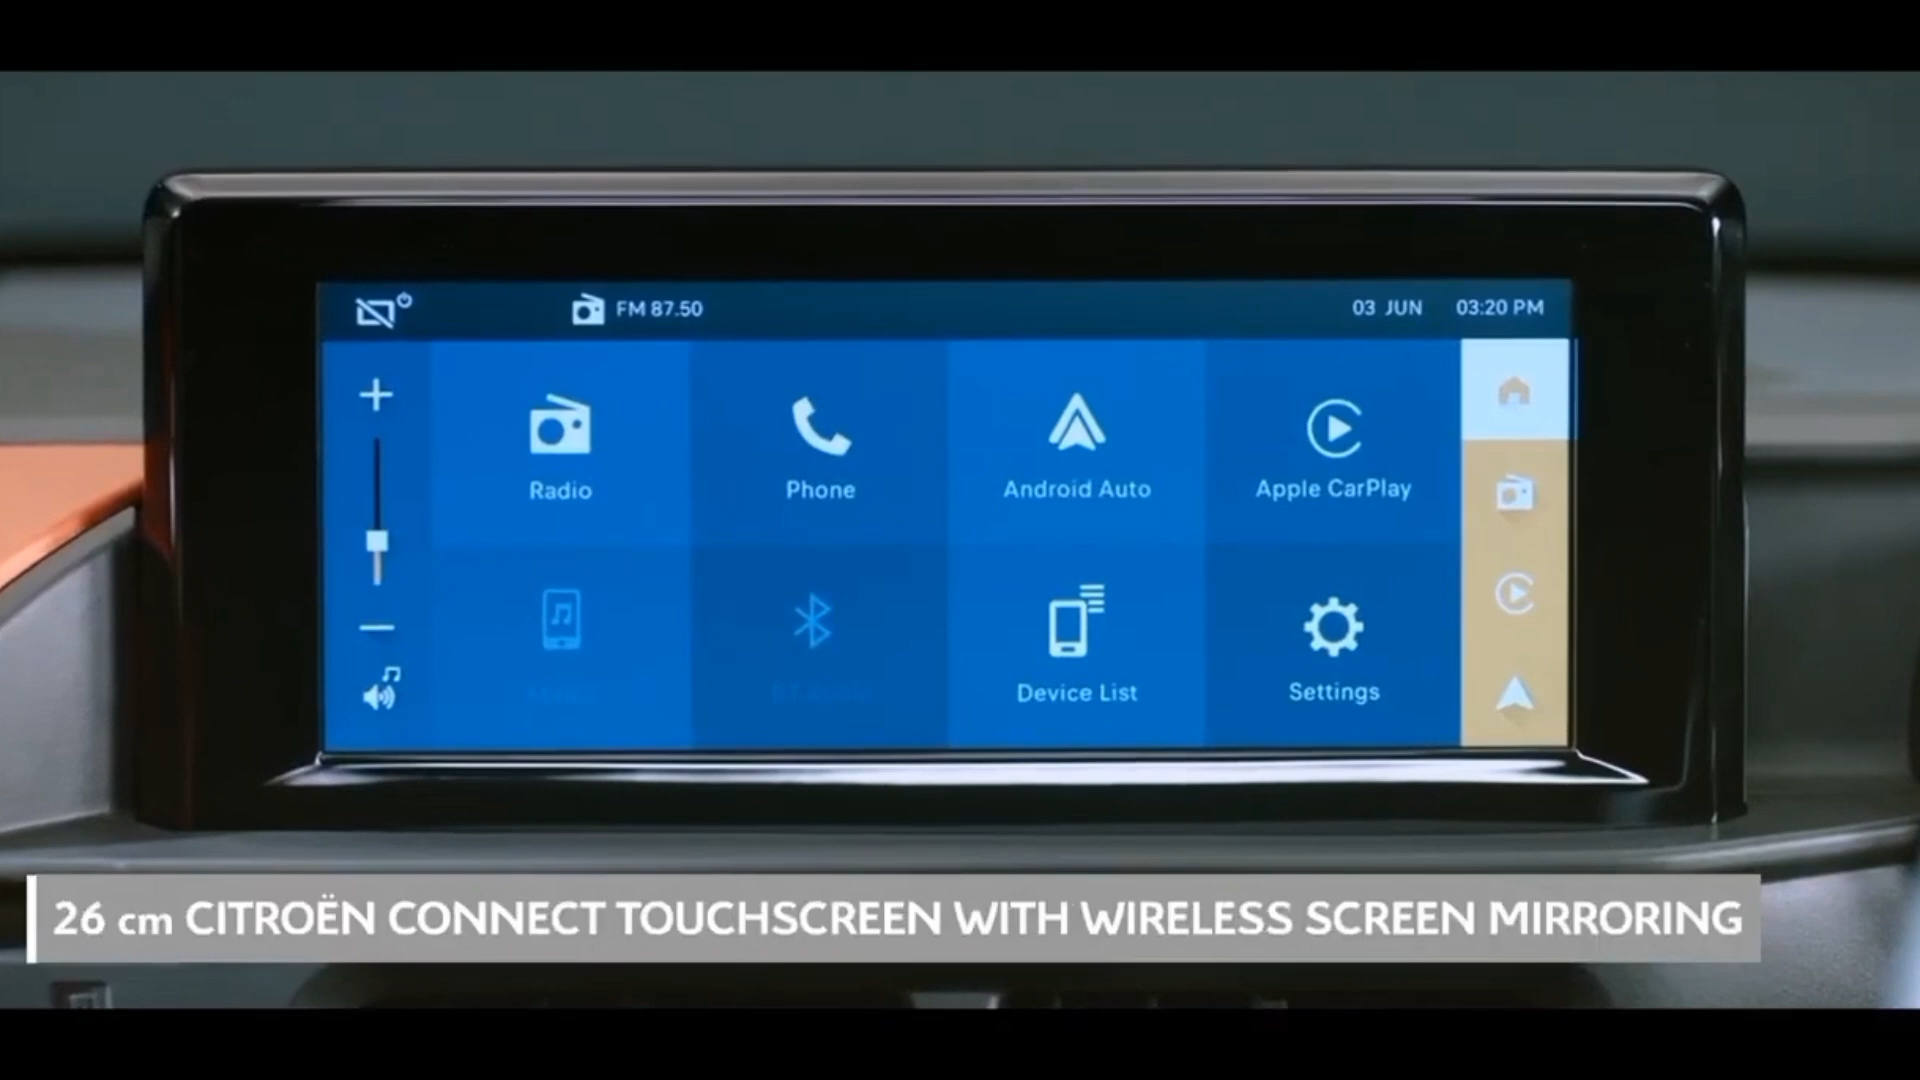 FM 87.50
03 JUN 03:20 PM
Radio
Phone
Android Auto
Apple CarPlay
Device List
Settings
26 cm CITROËN CONNECT TOUCHSCREEN WITH WIRELESS SCREEN MIRRORING